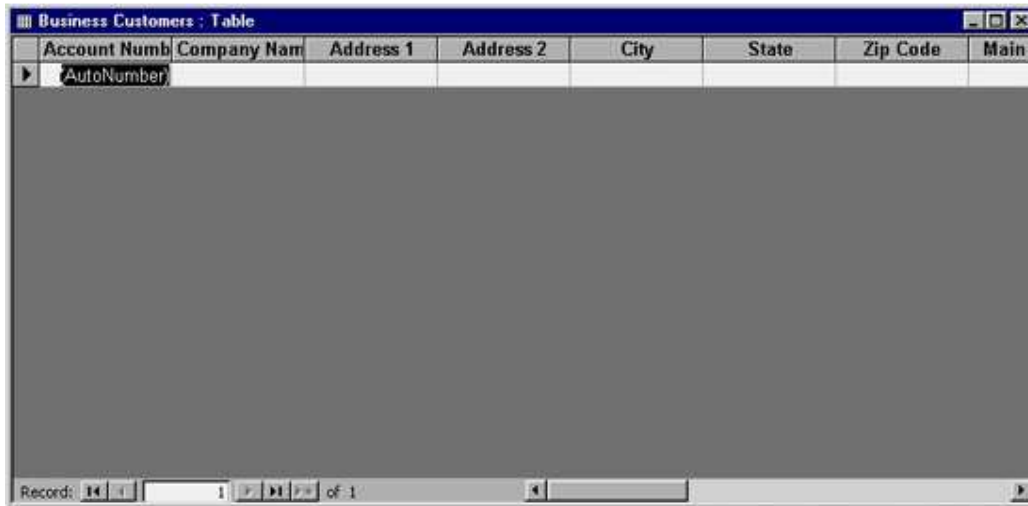 Business Customers : Table
Account Numb Company Nam Address 1 Address 2 City State Zip Code Main
(AutoNumber)
Record: 1 of 1